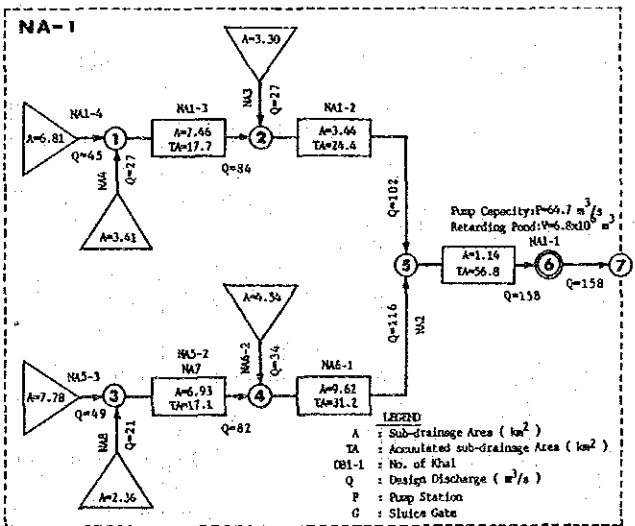 NA-1
A=3.30
NA3
Q=27
NA1-4
A=6.81
Q=45
1
NA4
Q=27
A=3.41
NA1-3
TA=17.7
Q=84
2
NA1-2
A=3.44
TA=24.4
Q=102
Pump Capacity:P=64.7 m³/s
Retarding Pond:V=6.8x10⁶ m³
NA1-1
5
A=1.14
TA=56.8
Q=158
6
Q=158
7
Q=116
NA2
A=4.34
NA6-2
Q=34
NA5-3
A=7.78
Q=49
3
NA8
Q=21
A=2.36
NA5-2
NA7
A=6.93
TA=17.1
Q=82
4
NA6-1
A=9.62
TA=31.2
LEGEND
A : Sub-drainage Area ( km² )
TA : Accutulated sub-drainage Area ( km² )
DB1-1 : No. of Khal
Q : Design Discharge ( m³/s )
P : Pump Station
G : Sluice Gate